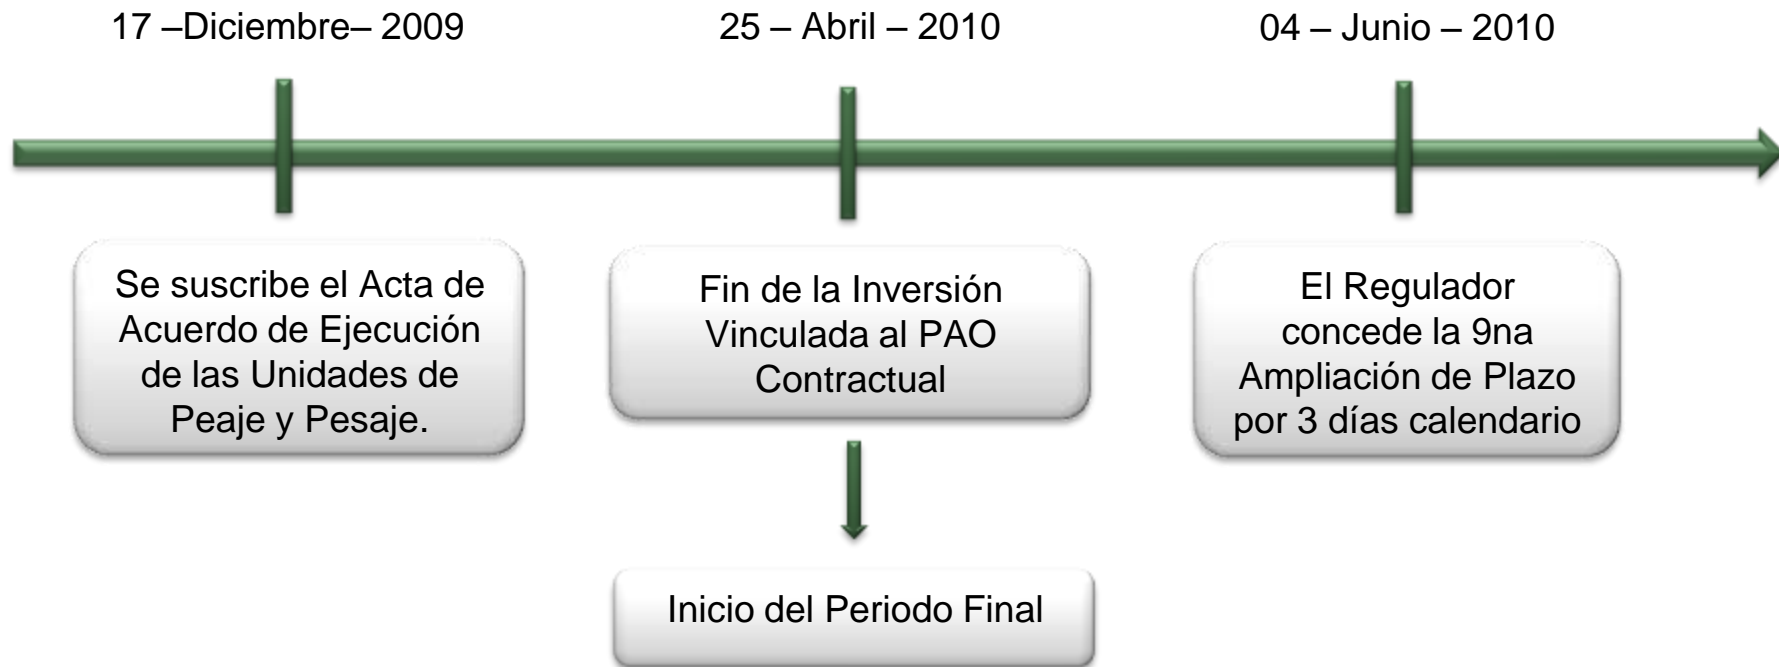 17 –Diciembre– 2009
25 – Abril – 2010
04 – Junio – 2010
Se suscribe el Acta de
Acuerdo de Ejecución
de las Unidades de
Peaje y Pesaje.
Fin de la Inversión
Vinculada al PAO
Contractual
El Regulador
concede la 9na
Ampliación de Plazo
por 3 días calendario
Inicio del Periodo Final